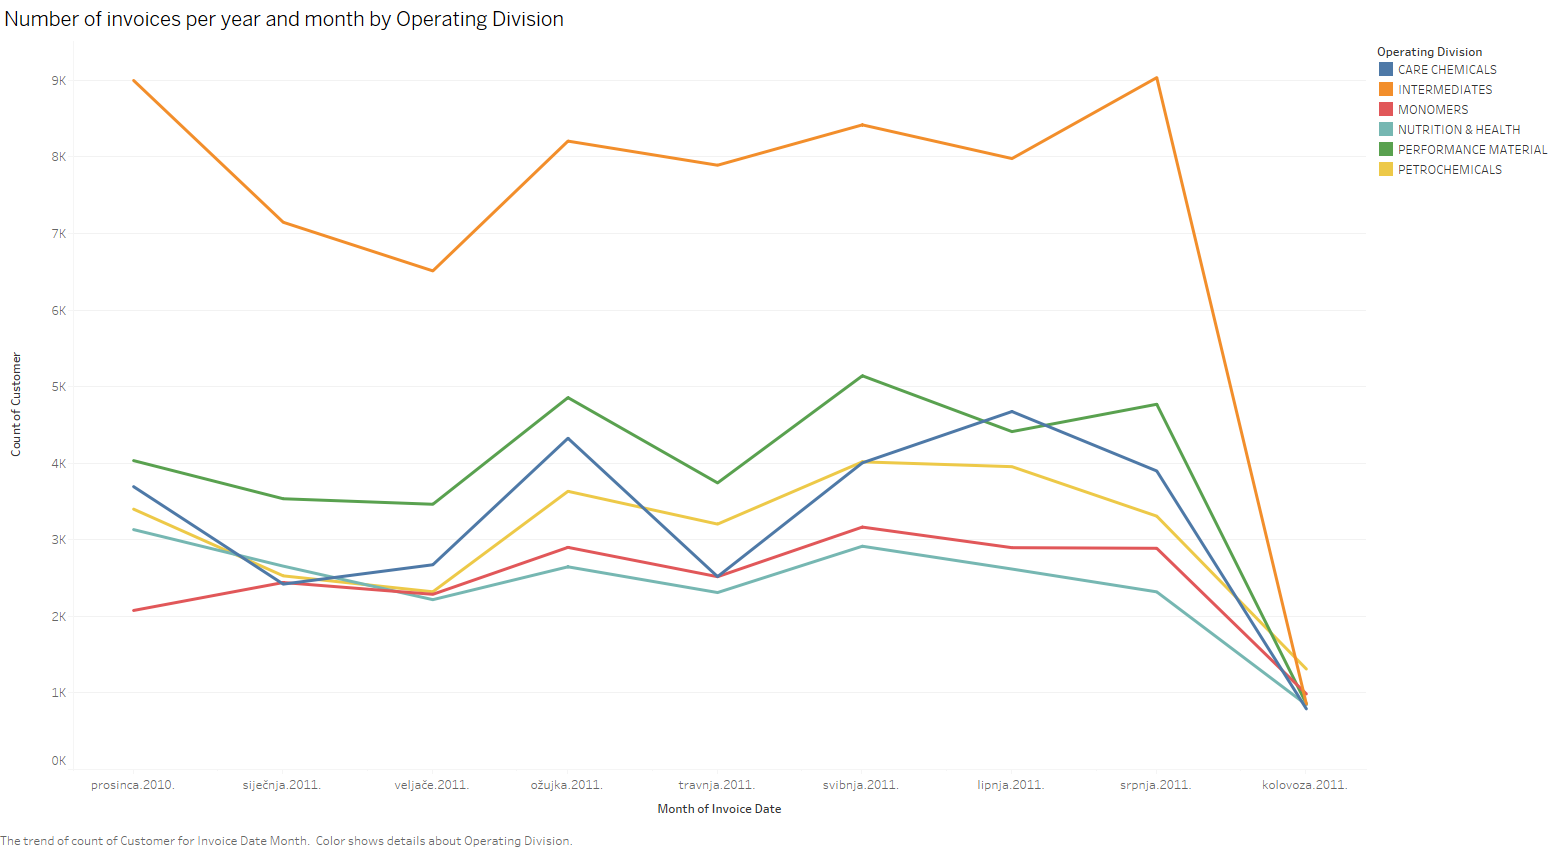 Number of invoices per year and month by Operating Division
Operating Division
CARE CHEMICALS
INTERMEDIATES
MONOMERS
NUTRITION & HEALTH
PERFORMANCE MATERIAL
PETROCHEMICALS
9K
8K
7K
6K
5K
4K
3K
2K
1K
0K
Count of Customer
prosinca.2010. siječnja.2011. veljače.2011. ožujka.2011. travnja.2011. svibnja.2011. lipnja.2011. srpnja.2011. kolovoza.2011.
Month of Invoice Date
The trend of count of Customer for Invoice Date Month. Color shows details about Operating Division.